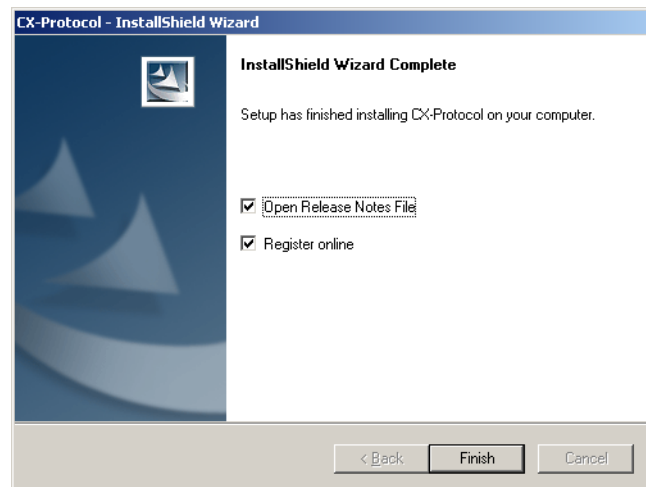 CX-Protocol - InstallShield Wizard
InstallShield Wizard Complete
Setup has finished installing CX-Protocol on your computer.
Open Release Notes File
Register online
< Back
Finish
Cancel